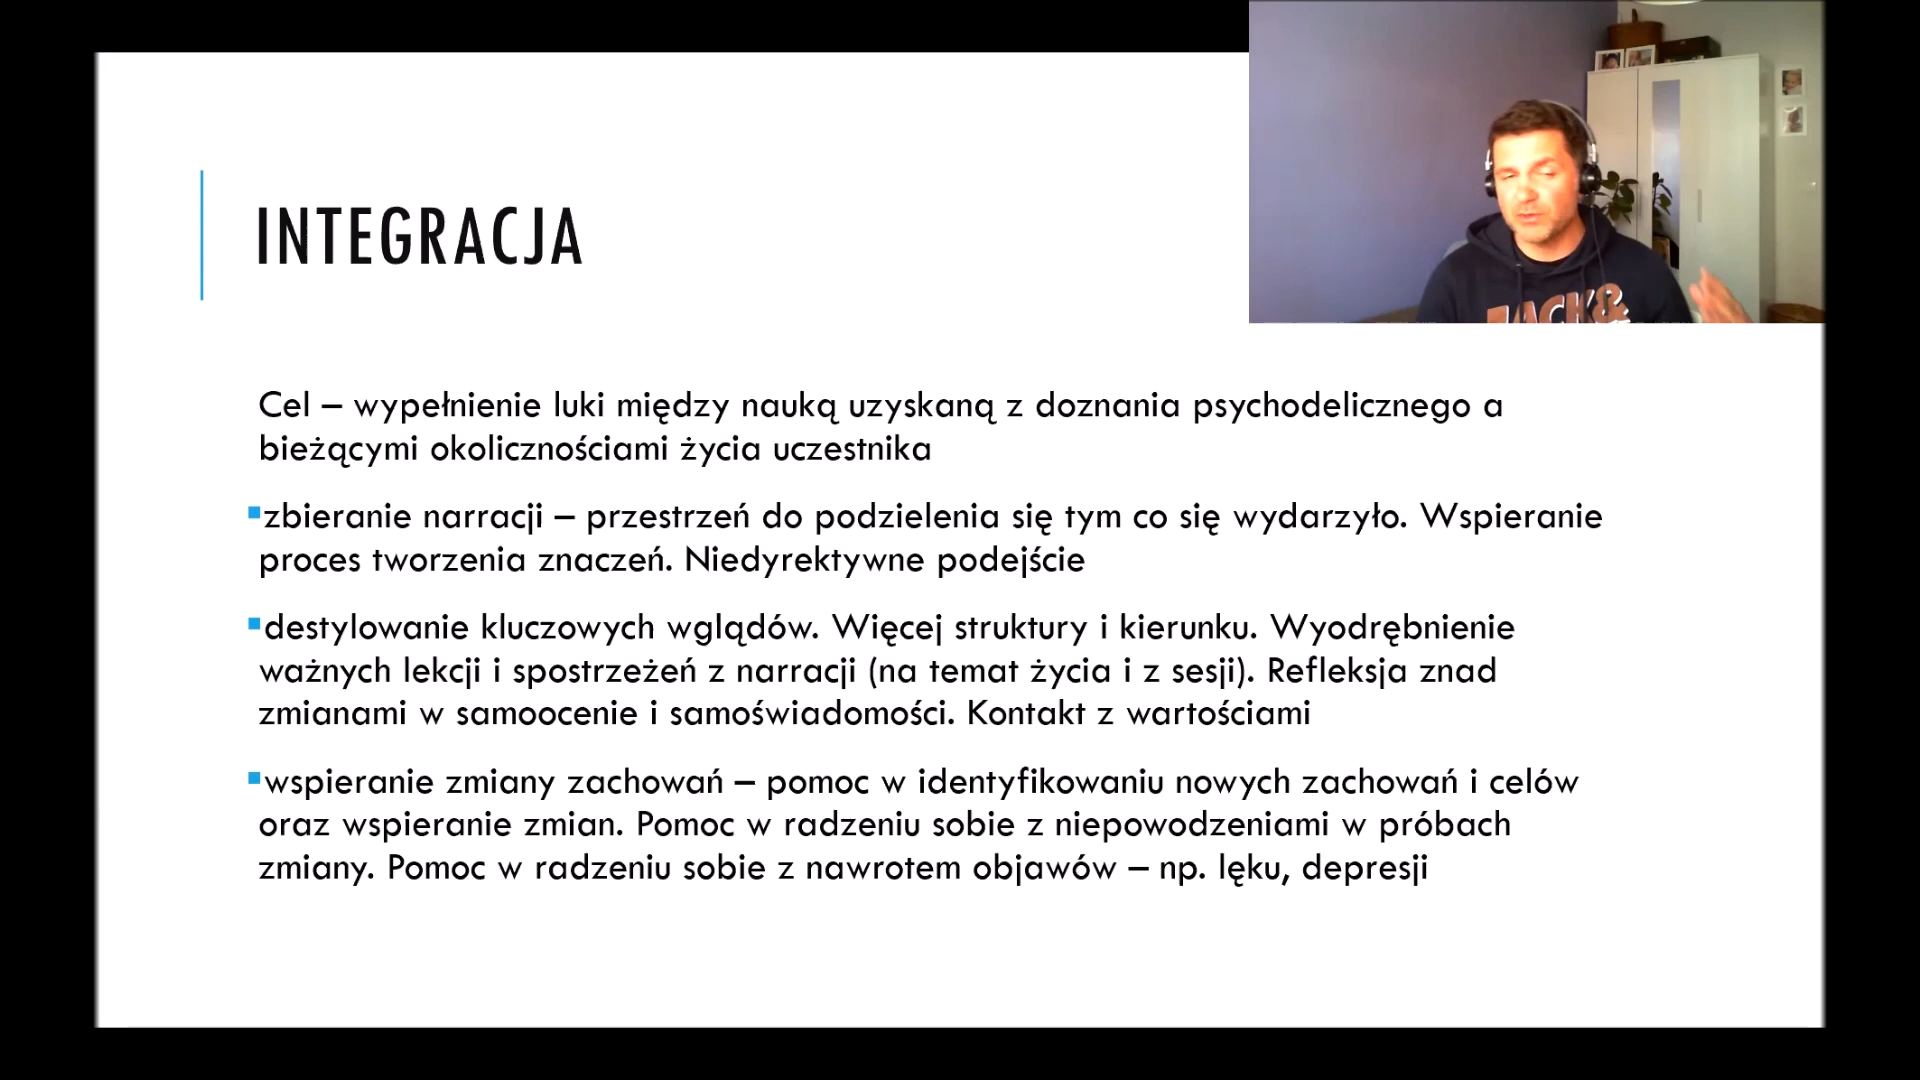 INTEGRACJA
Cel – wypełnienie luki między nauką uzyskaną z doznania psychodelicznego a
bieżącymi okolicznościami życia uczestnika
▪zbieranie narracji – przestrzeń do podzielenia się tym co się wydarzyło. Wspieranie
proces tworzenia znaczeń. Niedyrektywne podejście
▪destylowanie kluczowych wglądów. Więcej struktury i kierunku. Wyodrębnienie
ważnych lekcji i spostrzeżeń z narracji (na temat życia i z sesji). Refleksja znad
zmianami w samoocenie i samoświadomości. Kontakt z wartościami
▪wspieranie zmiany zachowań – pomoc w identyfikowaniu nowych zachowań i celów
oraz wspieranie zmian. Pomoc w radzeniu sobie z niepowodzeniami w próbach
zmiany. Pomoc w radzeniu sobie z nawrotem objawów – np. lęku, depresji